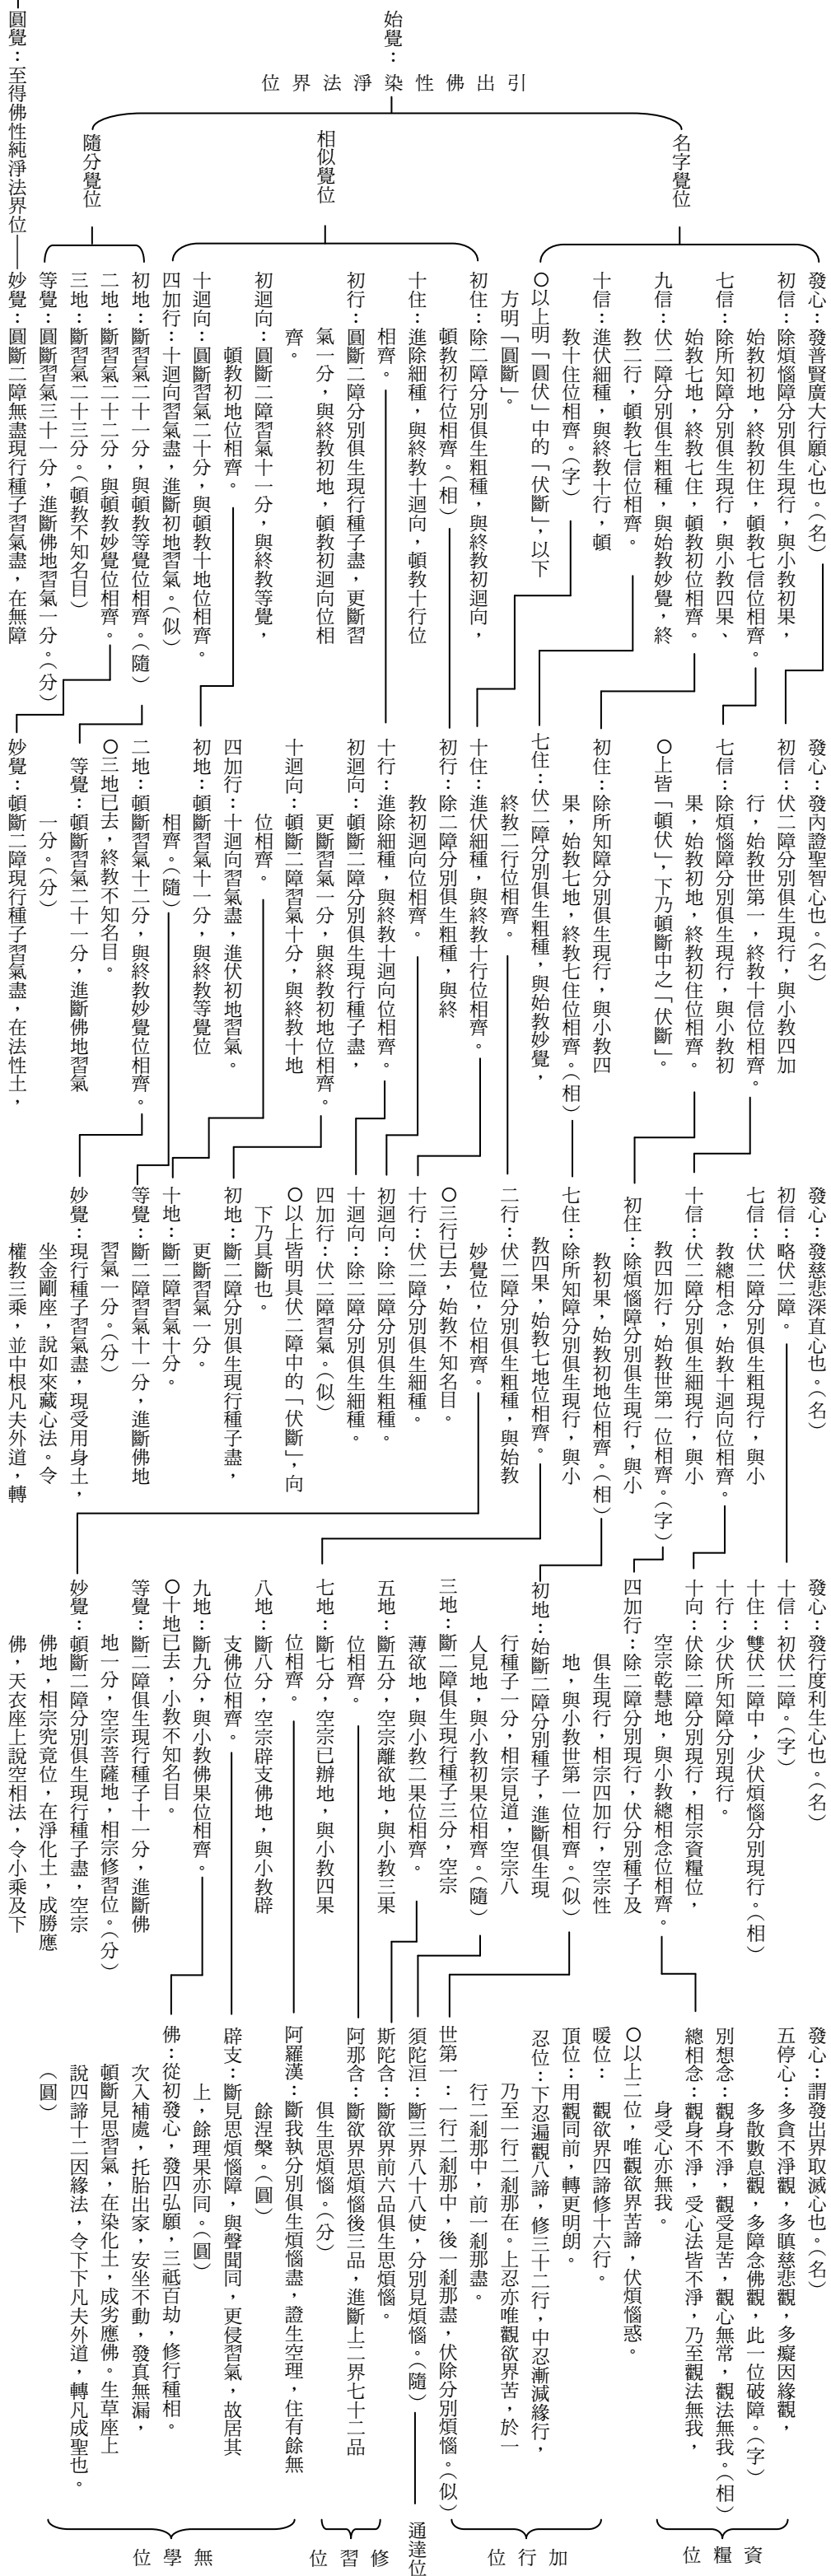 始覺：
引出佛性染淨法界位
名字覺位
相似覺位
隨分覺位
圓覺：至得佛性純淨法界位
發心：發普賢廣大行願心也。（名）
初信：除煩惱障分別俱生現行，與小教初果，
始教初地，終教初住，頓教七信位相齊。
七信：除所知障分別俱生現行，與小教四果、
始教七地，終教七住，頓教初位相齊。
九信：伏二障分別俱生粗種，與始教妙覺，終
教二行，頓教七信位相齊。
十信：進伏細種，與終教十行，頓
教十住位相齊。（字）
○以上明「圓伏」中的「伏斷」，以下
方明「圓斷」。
初住：除二障分別俱生粗種，與終教初迴向，
頓教初行位相齊。（相）
十住：進除細種，與終教十迴向，頓教十行位
相齊。
初行：圓斷二障分別俱生現行種子盡，更斷習
氣一分，與終教初地，頓教初迴向位相
齊。
初迴向：圓斷二障習氣十一分，與終教等覺，
頓教初地位相齊。
十迴向：圓斷習氣二十分，與頓教十地位相齊。
四加行：十迴向習氣盡，進斷初地習氣。（似）
初地：斷習氣二十一分，與頓教等覺位相齊。（隨）
二地：斷習氣二十二分，與頓教妙覺位相齊。
三地：斷習氣二十三分。（頓教不知名目）
等覺：圓斷習氣三十一分，進斷佛地習氣一分。（分）
妙覺：圓斷二障無盡現行種子習氣盡，在無障
發心：發內證聖智心也。（名）
初信：伏二障分別俱生現行，與小教四加
行，始教世第一，終教十信位相齊。
七信：除煩惱障分別俱生現行，與小教初
果，始教初地，終教初住位相齊。
○上皆「頓伏」，下乃頓斷中之「伏斷」。
初住：除所知障分別俱生現行，與小教四
果，始教七地，終教七住位相齊。（相）
七住：伏二障分別俱生粗種，與始教妙覺，
終教二行位相齊。
十住：進伏細種，與終教十行位相齊。
初行：除二障分別俱生粗種，與終
教初迴向位相齊。
十行：進除細種，與終教十迴向位相齊。
初迴向：頓斷二障分別俱生現行種子盡，
更斷習氣一分，與終教初地位相齊。
十迴向：頓斷二障習氣十分，與終教十地
位相齊。
四加行：十迴向習氣盡，進伏初地習氣。
初地：頓斷習氣十一分，與終教等覺位
相齊。（隨）
二地：頓斷習氣十二分，與終教妙覺位相齊。
○三地已去，終教不知名目。
等覺：頓斷習氣二十一分，進斷佛地習氣
一分。（分）
妙覺：頓斷二障現行種子習氣盡，在法性土，
發心：發慈悲深直心也。（名）
初信：略伏二障。
七信：伏二障分別俱生粗現行，與小
教總相念，始教十迴向位相齊。
十信：伏二障分別俱生細現行，與小
教四加行，始教世第一位相齊。（字）
初住：除煩惱障分別俱生現行，與小
教初果，始教初地位相齊。（相）
七住：除所知障分別俱生現行，與小
教四果，始教七地位相齊。
二行：伏二障分別俱生粗種，與始教
妙覺位，位相齊。
○三行已去，始教不知名目。
十行：伏二障分別俱生細種。
初迴向：除二障分別俱生粗種。
十迴向：除二障分別俱生細種。
四加行：伏二障習氣。（似）
○以上皆明具伏二障中的「伏斷」，向
下乃具斷也。
初地：斷二障分別俱生現行種子盡，
更斷習氣一分。
十地：斷二障習氣十分。
等覺：斷二障習氣十一分，進斷佛地
習氣一分。（分）
妙覺：現行種子習氣盡，現受用身土，
坐金剛座，說如來藏心法。令
權教三乘，並中根凡夫外道，轉
發心：發行度利生心也。（名）
十信：初伏二障。（字）
十住：雙伏二障中，少伏煩惱分別現行。（相）
十行：少伏所知障分別現行。
十向：伏除二障分別現行，相宗資糧位，
空宗乾慧地，與小教總相念位相齊。
四加行：除二障分別現行，伏分別種子及
俱生現行，相宗四加行，空宗性
地，與小教世第一位相齊。（似）
初地：始斷二障分別種子，進斷俱生現
行種子一分，相宗見道，空宗八
人見地，與小教初果位相齊。（隨）
三地：斷二障俱生現行種子三分，空宗
薄欲地，與小教二果位相齊。
五地：斷五分，空宗離欲地，與小教三果
位相齊。
七地：斷七分，空宗已辦地，與小教四果
位相齊。
八地：斷八分，空宗辟支佛地，與小教辟
支佛位相齊。
九地：斷九分，與小教佛果位相齊。
○十地已去，小教不知名目。
等覺：斷二障俱生現行種子十一分，進斷佛
地一分，空宗菩薩地，相宗修習位。（分）
妙覺：頓斷二障分別俱生現行種子盡，空宗
佛地，相宗究竟位，在淨化土，成勝應
佛，天衣座上說空相法，令小乘及下
發心：謂發出界取滅心也。（名）
五停心：多貪不淨觀，多瞋慈悲觀，多癡因緣觀，
多散數息觀，多障念佛觀，此一位破障。（字）
別想念：觀身不淨，觀受是苦，觀心無常，觀法無我。（相）
總相念：觀身不淨，受心法皆不淨，乃至觀法無我，
身受心亦無我。
○以上二位，唯觀欲界苦諦，伏煩惱惑。
暖位： 觀欲界四諦修十六行。
頂位：用觀同前，轉更明朗。
忍位：下忍遍觀八諦，修三十二行，中忍漸減緣行，
乃至一行二剎那在。上忍亦唯觀欲界苦，於一
行二剎那中，前一剎那盡。
世第一：一行二剎那中，後一剎那盡，伏除分別煩惱。（似）
須陀洹：斷三界八十八使，分別見煩惱。（隨）
通達位
斯陀含：斷欲界前六品俱生思煩惱。
阿那含：斷欲界思煩惱後三品，進斷上二界七十二品
俱生思煩惱。（分）
阿羅漢：斷我執分別俱生煩惱盡，證生空理，住有餘無
餘涅槃。（圓）
辟支：斷見思煩惱障，與聲聞同，更侵習氣，故居其
上，餘理果亦同。（圓）
佛：從初發心，發四弘願，三祇百劫，修行種相。
次入補處，托胎出家，安坐不動，發真無漏，
頓斷見思習氣，在染化土，成劣應佛。生草座上
說四諦十二因緣法，令下下凡夫外道，轉凡成聖也。
（圓）
資糧位
加行位
修習位
無學位